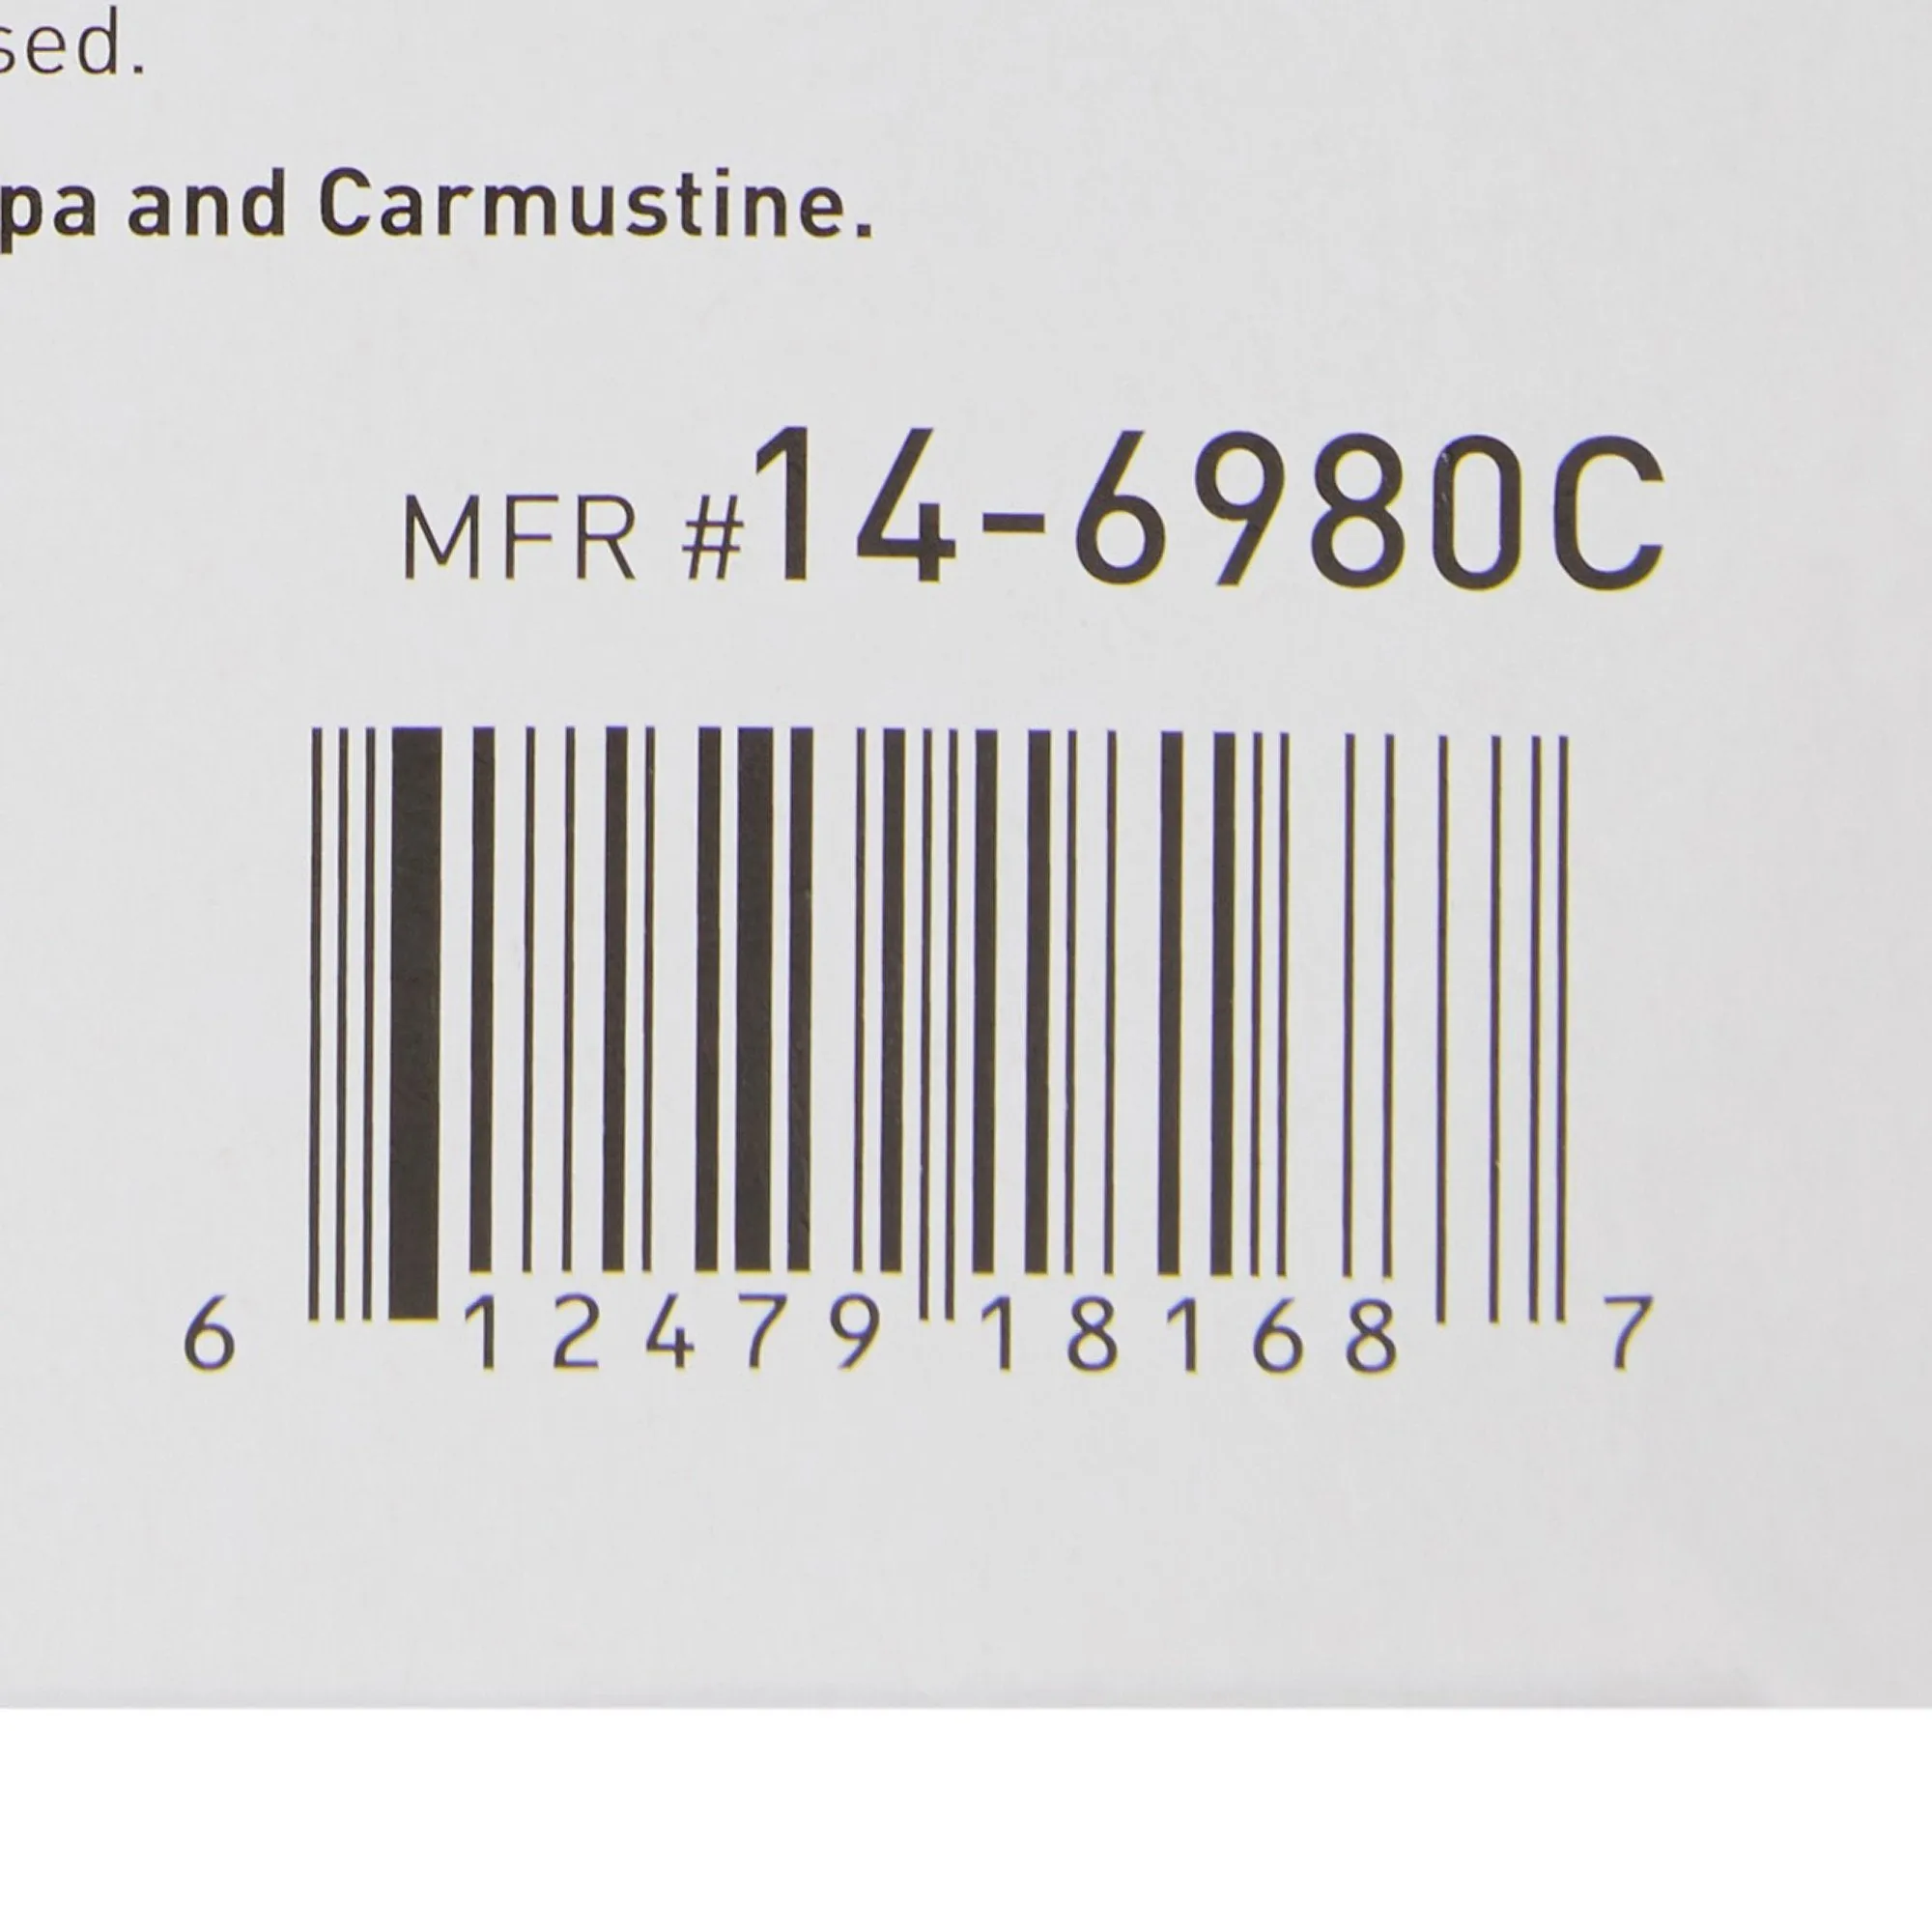 sed.
pa and Carmustine.
MFR #14-6980C
6 12479 18168 7